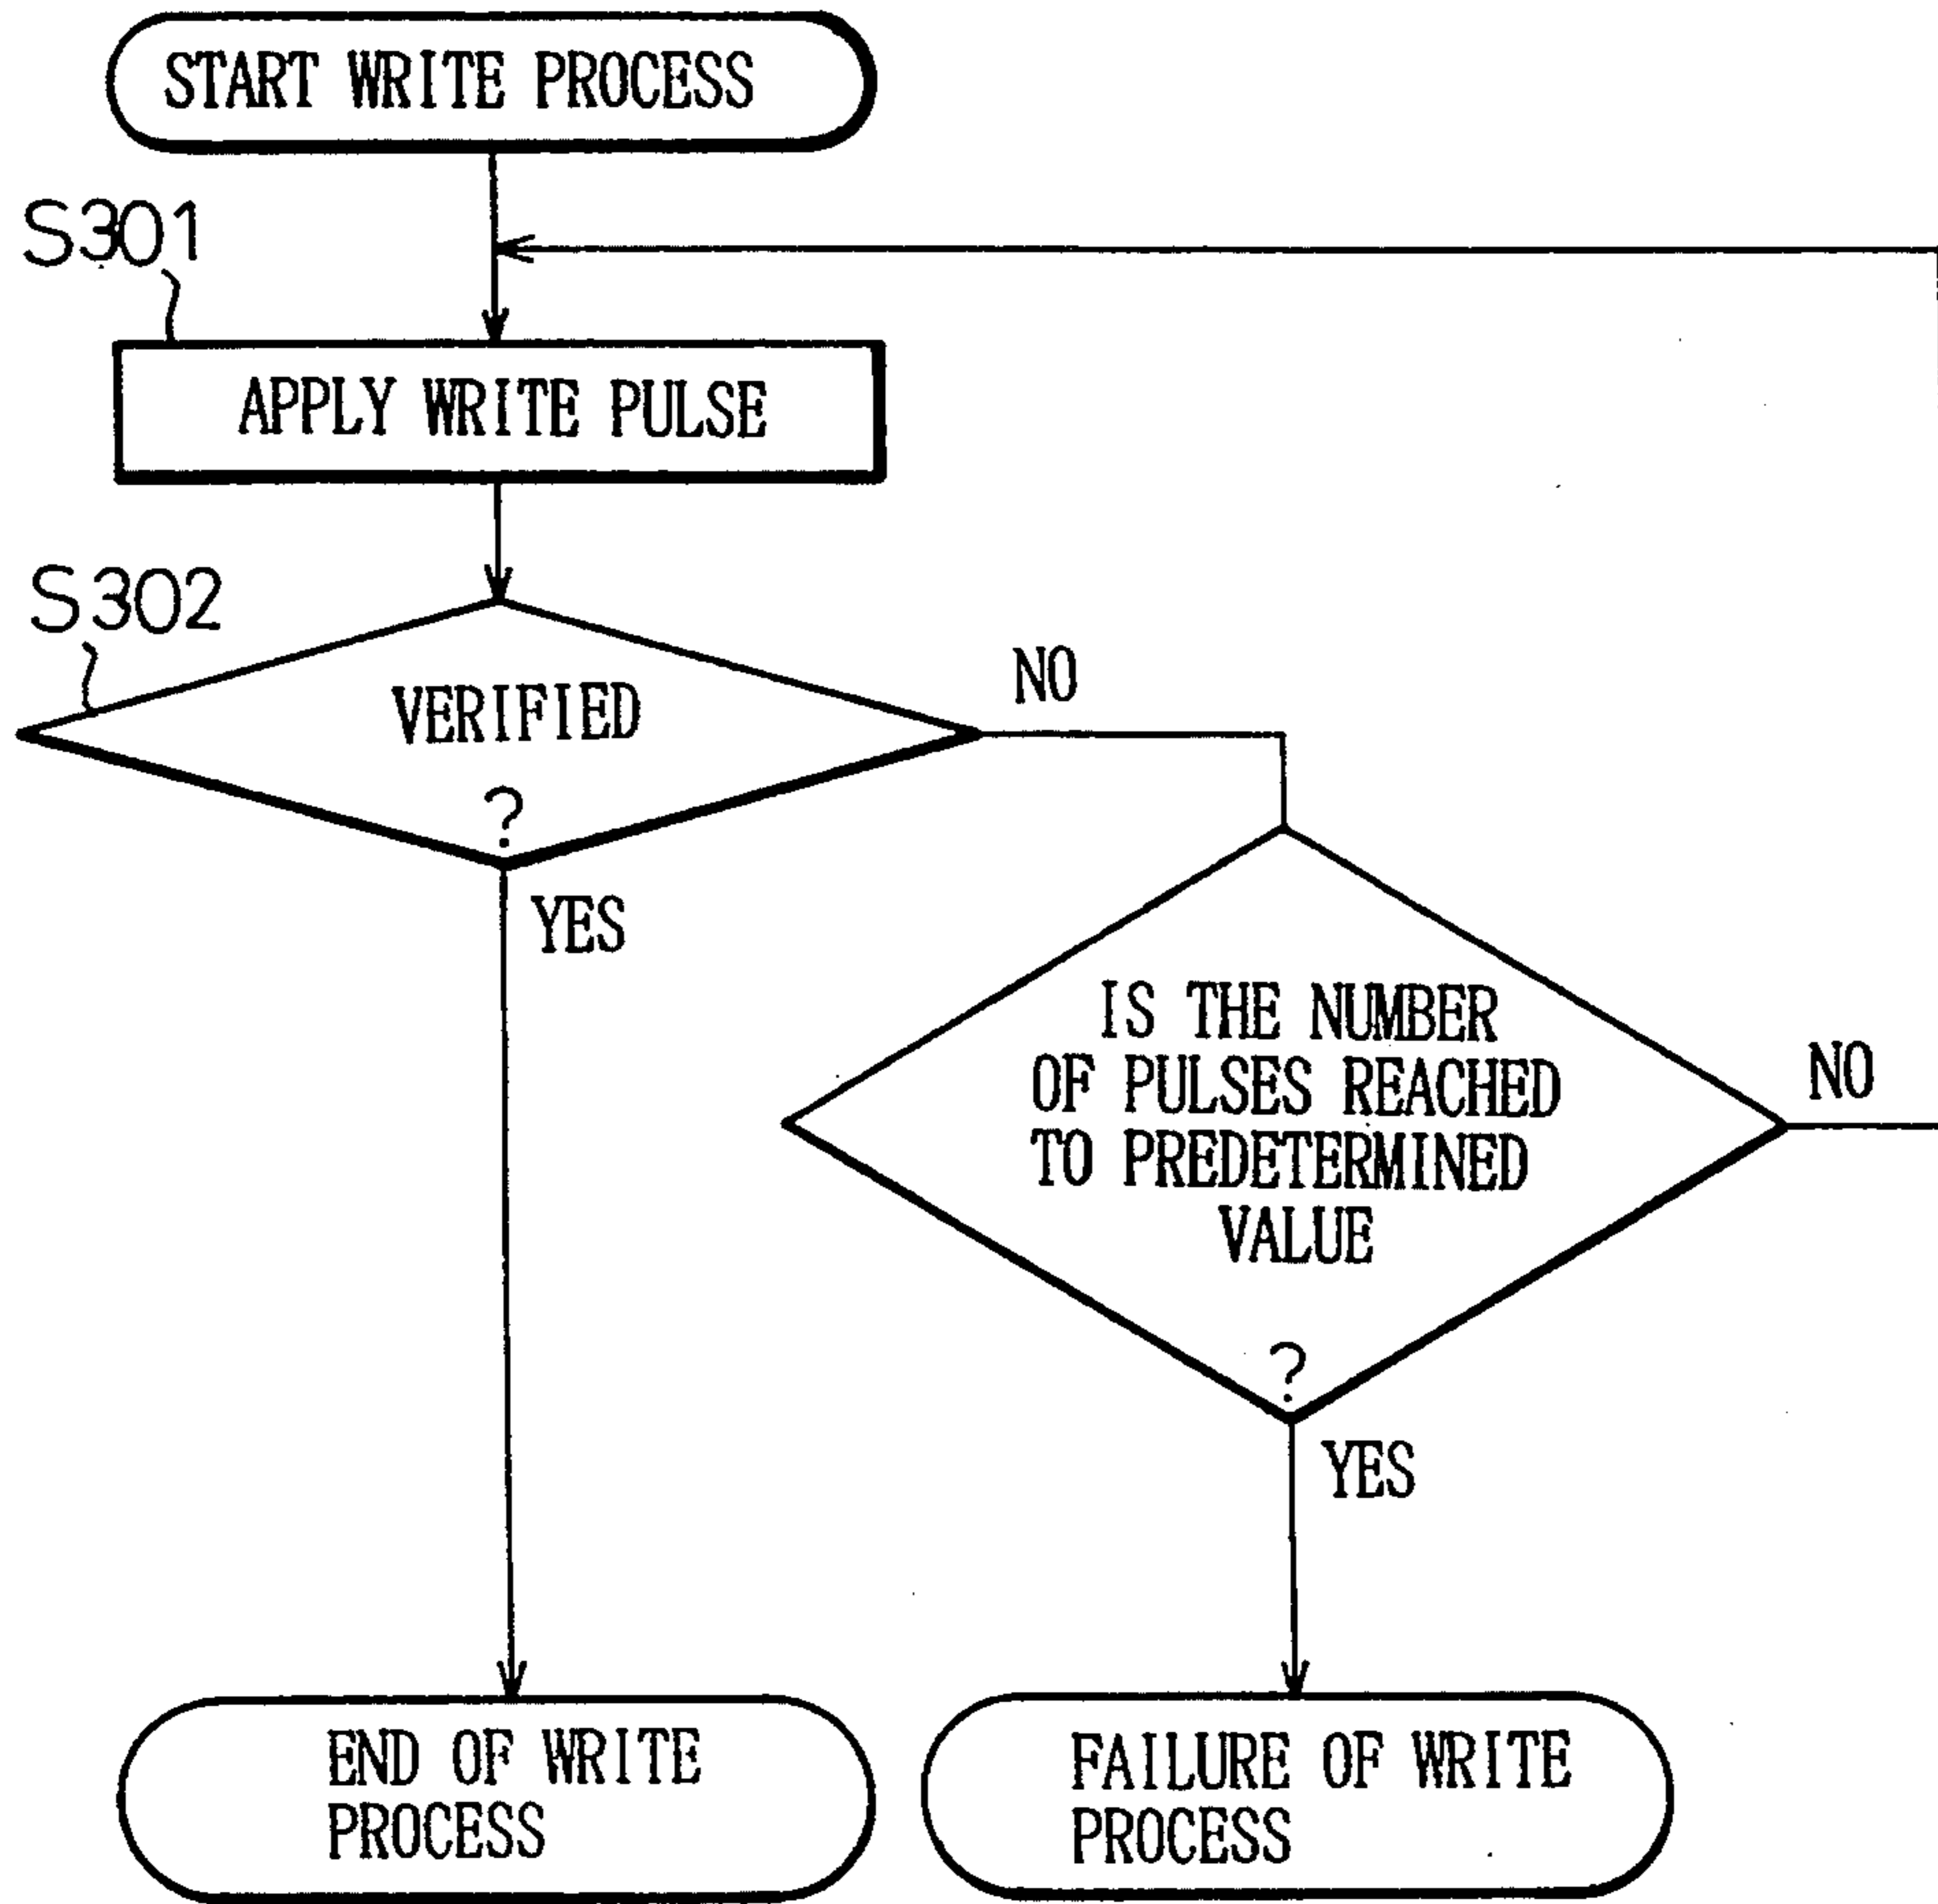 START WRITE PROCESS
S301
APPLY WRITE PULSE
S302
VERIFIED
?
NO
YES
IS THE NUMBER
OF PULSES REACHED
TO PREDETERMINED
VALUE
?
NO
YES
END OF WRITE
PROCESS
FAILURE OF WRITE
PROCESS